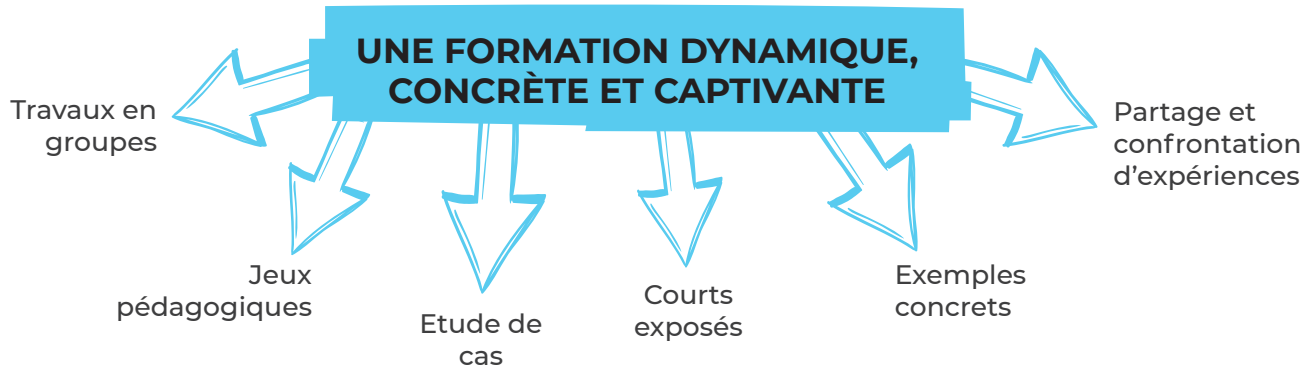 UNE FORMATION DYNAMIQUE,
CONCRÈTE ET CAPTIVANTE
Travaux en
groupes
Jeux
pédagogiques
Etude de
cas
Courts
exposés
Exemples
concrets
Partage et
confrontation
d’expériences